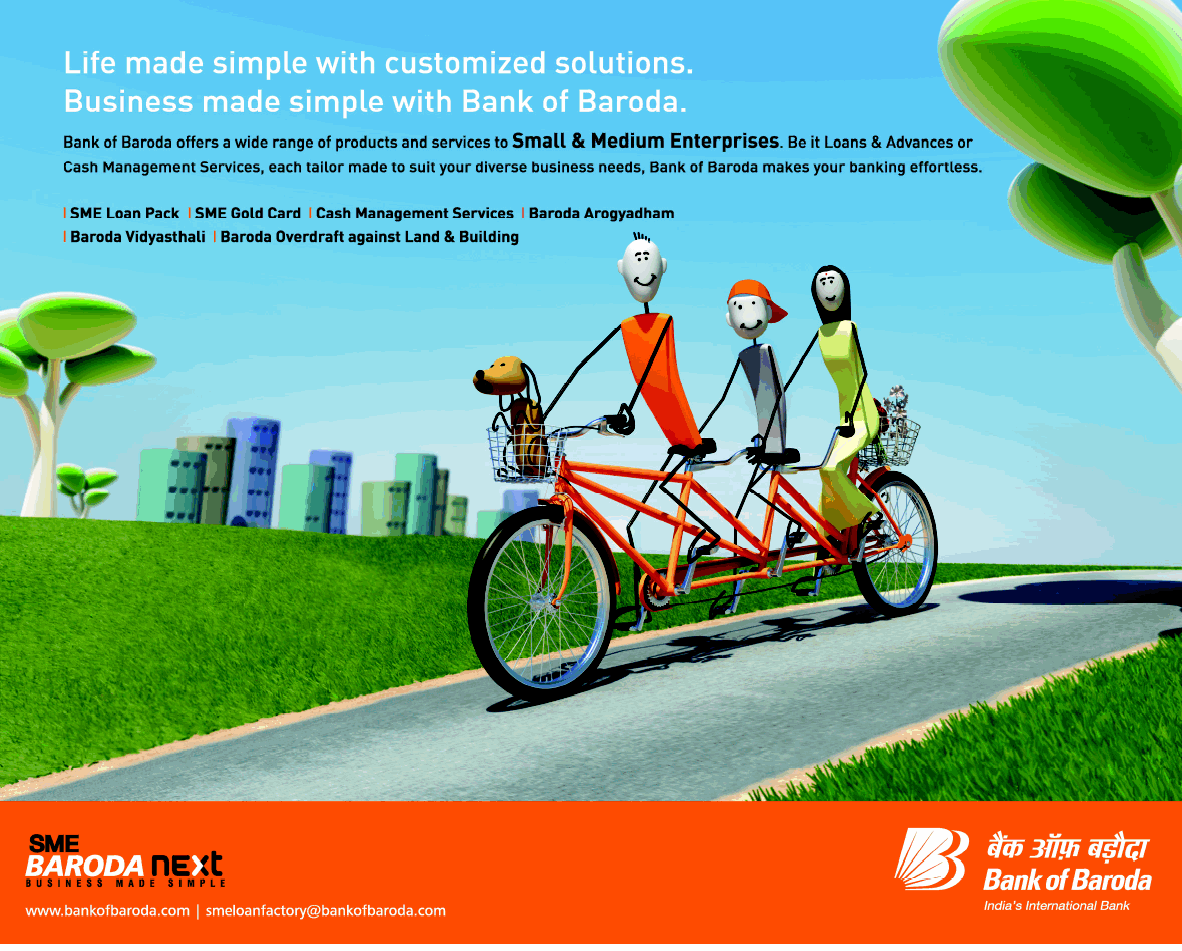 Life made simple with customized solutions.
Business made simple with Bank of Baroda.
Bank of Baroda offers a wide range of products and services to Small & Medium Enterprises. Be it Loans & Advances or
Cash Management Services, each tailor made to suit your diverse business needs, Bank of Baroda makes your banking effortless.
| SME Loan Pack | SME Gold Card | Cash Management Services | Baroda Arogyadham
| Baroda Vidyasthali | Baroda Overdraft against Land & Building
SME
BARODA next
BUSINESS MADE SIMPLE
www.bankofbaroda.com | smeloanfactory@bankofbaroda.com
बैंक ऑफ़ बड़ौदा
Bank of Baroda
India's International Bank